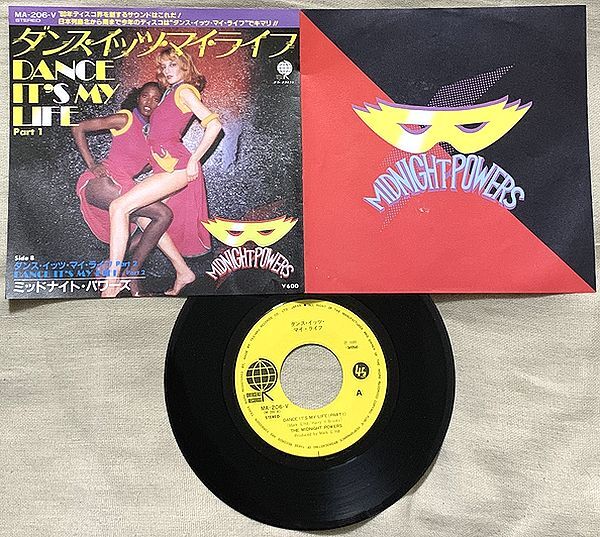 MA-206-V
STEREO
'80年ディスコ界を制するサウンドはこれだ!
日本列島北から南まで今年のディスコは"ダンス・イッツ・マイ・ライフ"でキマリ!!
ダンス・イッツ・マイ・ライフ
DANCE
IT'S MY
LIFE
Part 1
Side B
ダンス・イッツ・マイ・ライフ Part 2
DANCE IT'S MY LIFE Part 2
ミッドナイト・パワーズ
MIDNIGHT POWERS
¥600
MIDNIGHT POWERS
ダンス・イッツ・
マイ・ライフ
OVERSEAS
RECORDS
45
MA-206-V
STEREO
A
DANCE IT'S MY LIFE (PART 1)
THE MIDNIGHT POWERS